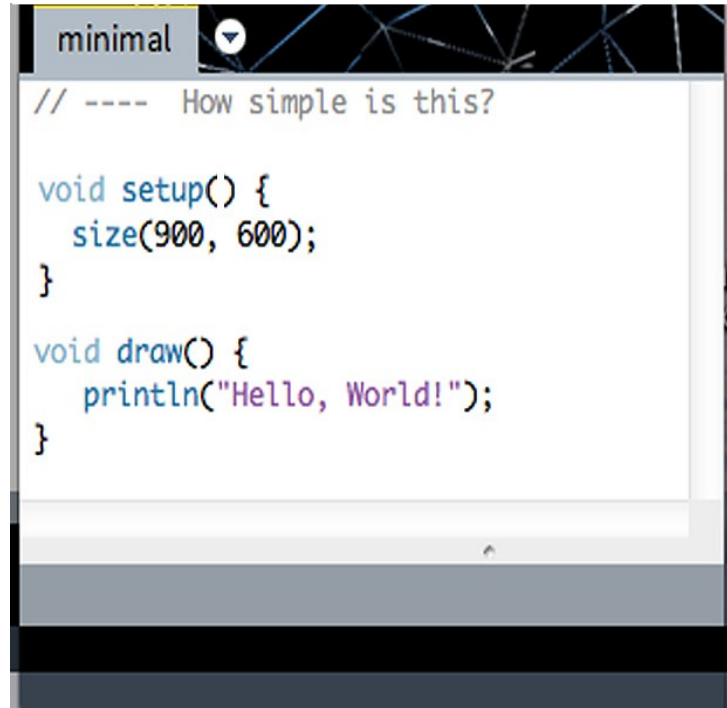 minimal
// ----  How simple is this?
void setup() {
size(900, 600);
}
void draw() {
println("Hello, World!");
}